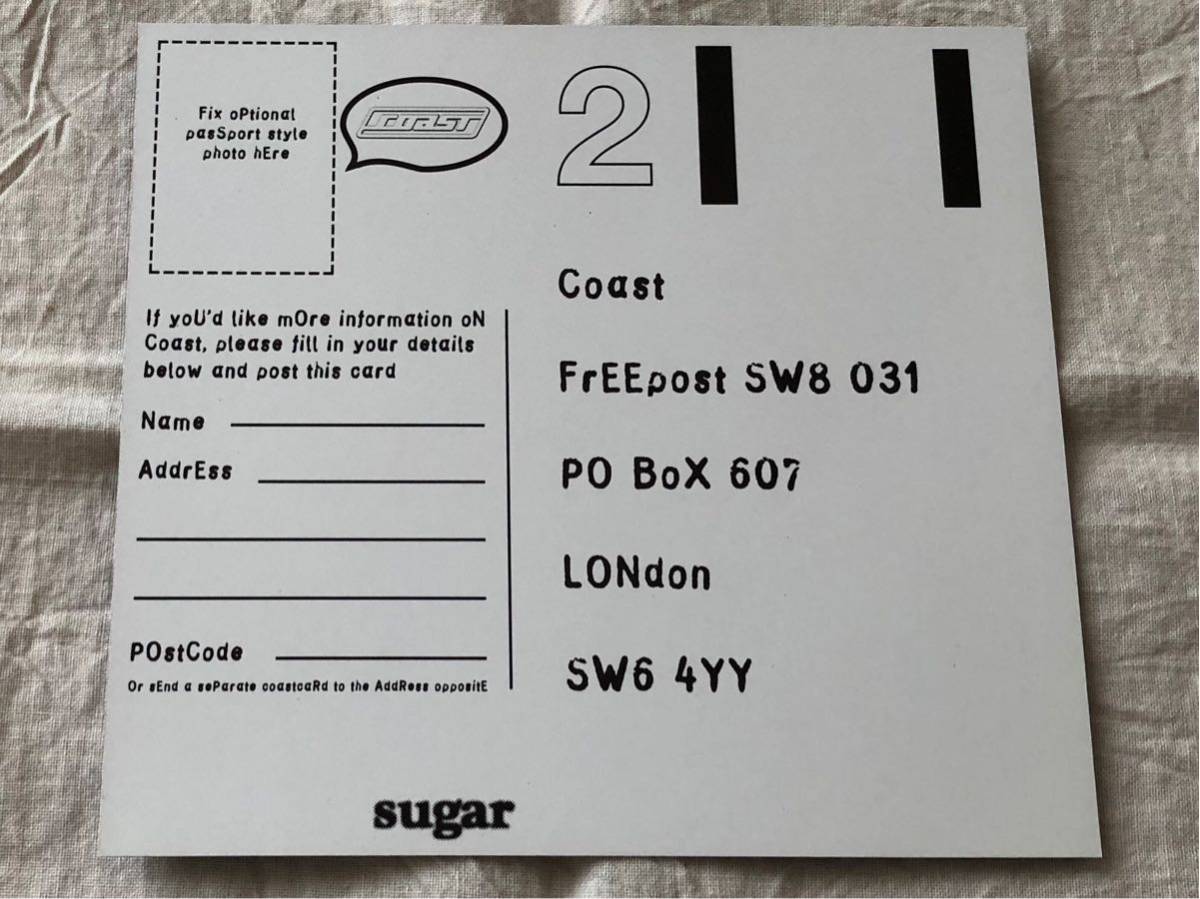 Fix oPtional
pasSport style
photo hEre
COAST
2
If yoU'd like mOre information oN
Coast, please fill in your details
below and post this card
Name
AddrEss
POstCode
Or sEnd a seParate coastcaRd to the AddRess oppositE
Coast
FrEEpost SW8 031
PO BoX 607
LONdon
SW6 4YY
sugar